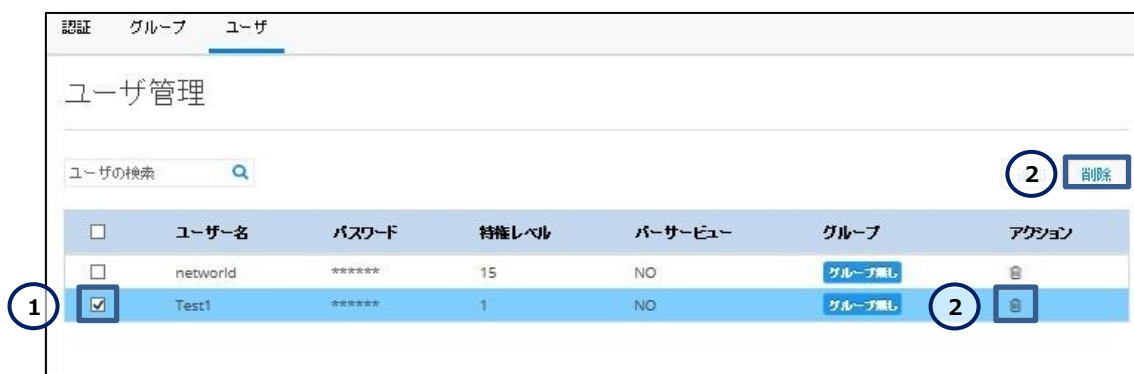 認証 グループ ユーザ
ユーザ管理
ユーザの検索 2 削除
ユーザー名 パスワード 特権レベル パーサービュー グループ アクション
networld ****** 15 NO グループ無し
1 Test1 ****** 1 NO グループ無し 2